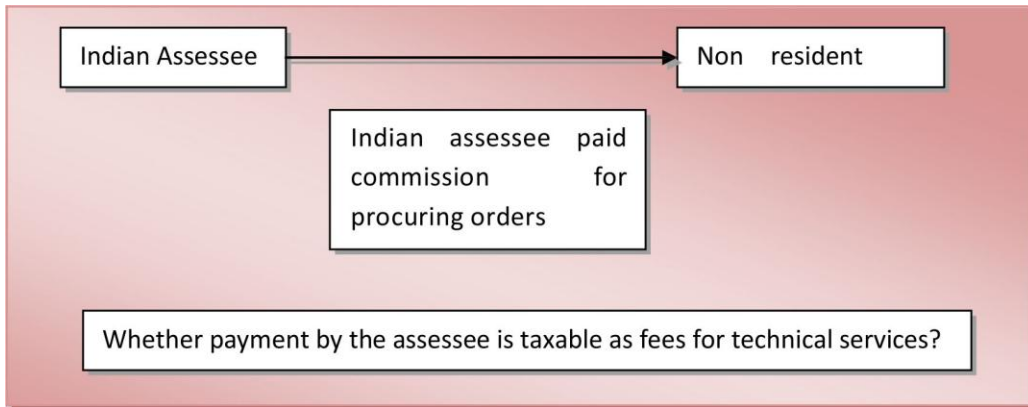 Indian Assessee
Non resident
Indian assessee paid
commission for
procuring orders
Whether payment by the assessee is taxable as fees for technical services?